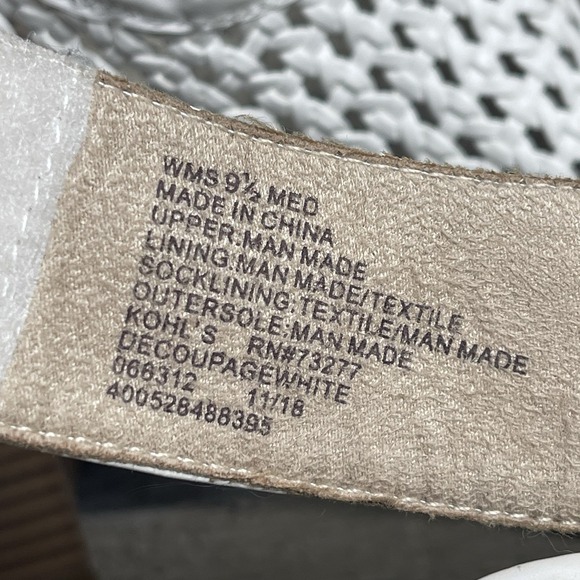 WMS 9½ MED
MADE IN CHINA
UPPER:MAN MADE
LINING:MAN MADE/TEXTILE
SOCKLINING:TEXTILE/MAN MADE
OUTERSOLE:MAN MADE
KOHL'S RN#73277
DECOUPAGEWHITE
066312 11/18
400528488395